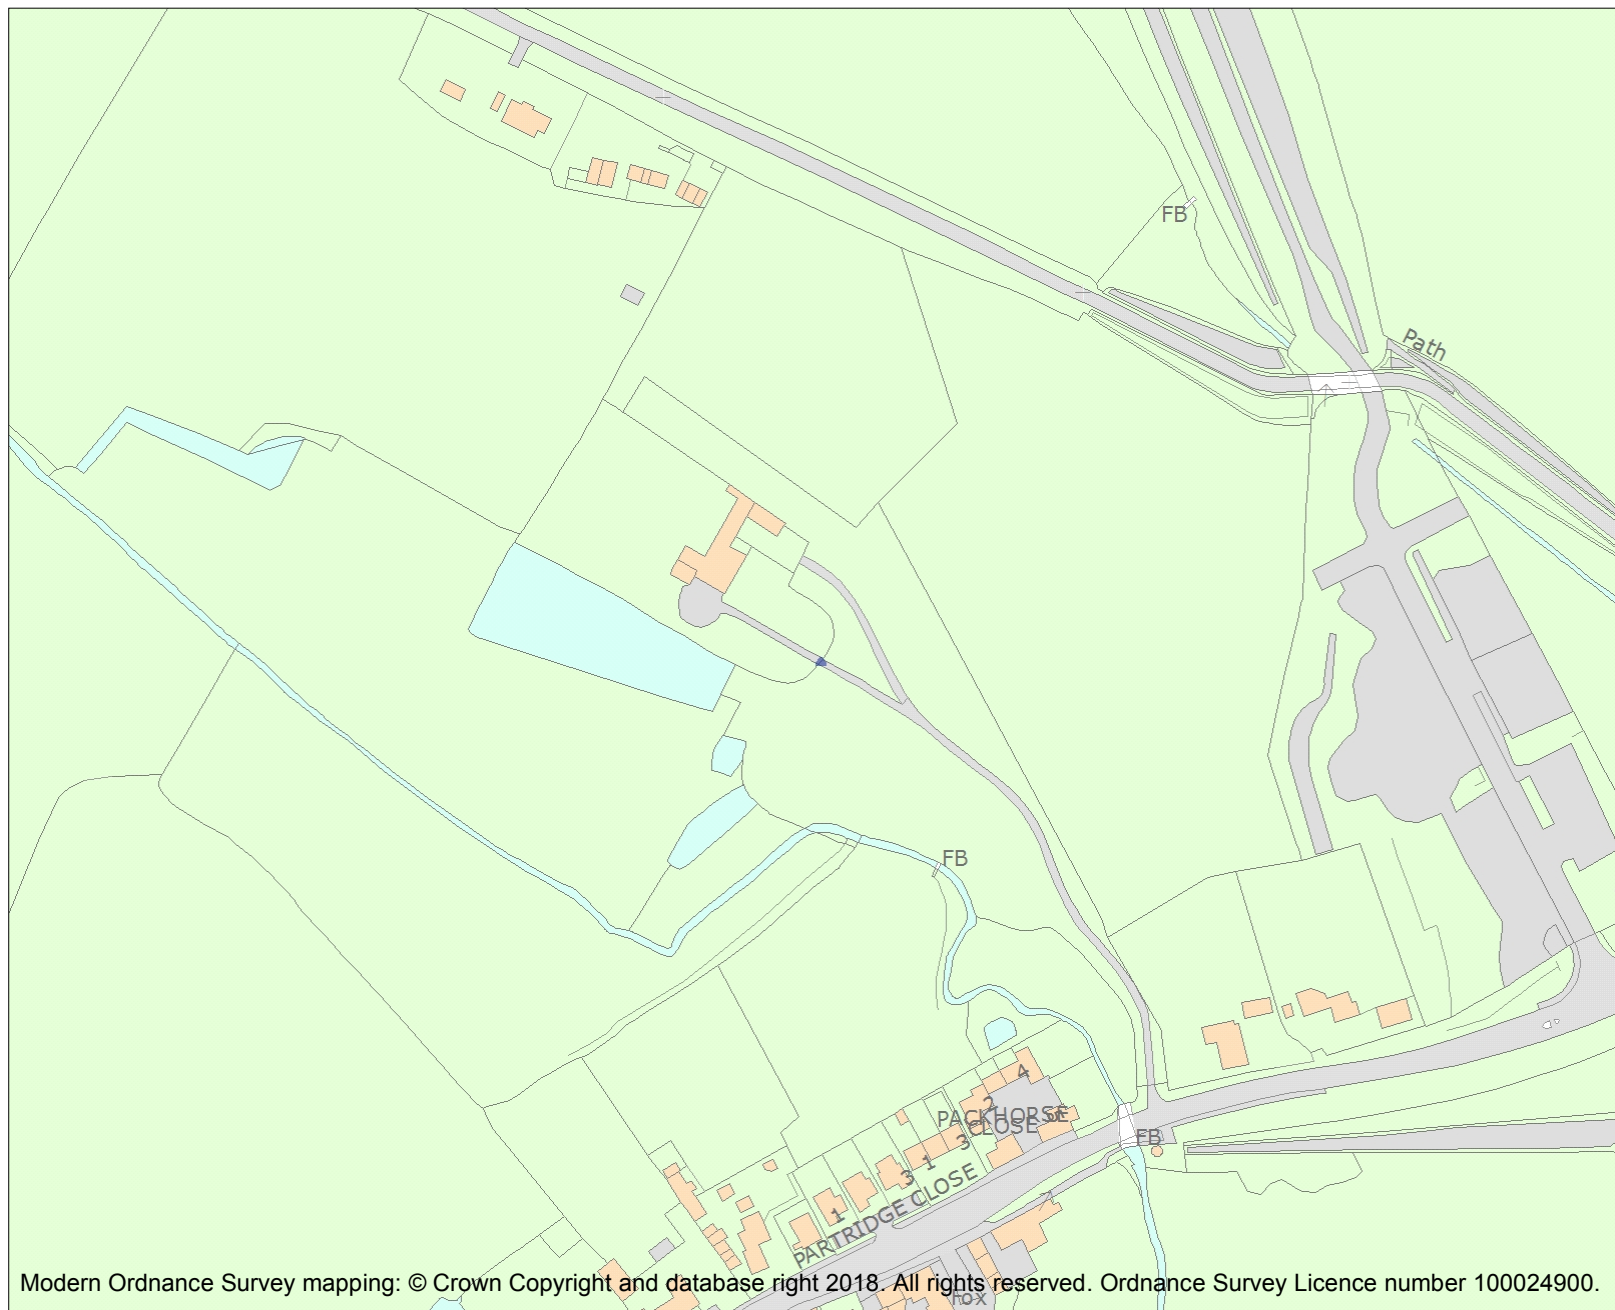 FB
Path
FB
4
2
PACKHORSE
CLOSE
3
1
3
1
PARTRIDGE CLOSE
FB
Fox
Modern Ordnance Survey mapping: © Crown Copyright and database right 2018. All rights reserved. Ordnance Survey Licence number 100024900.